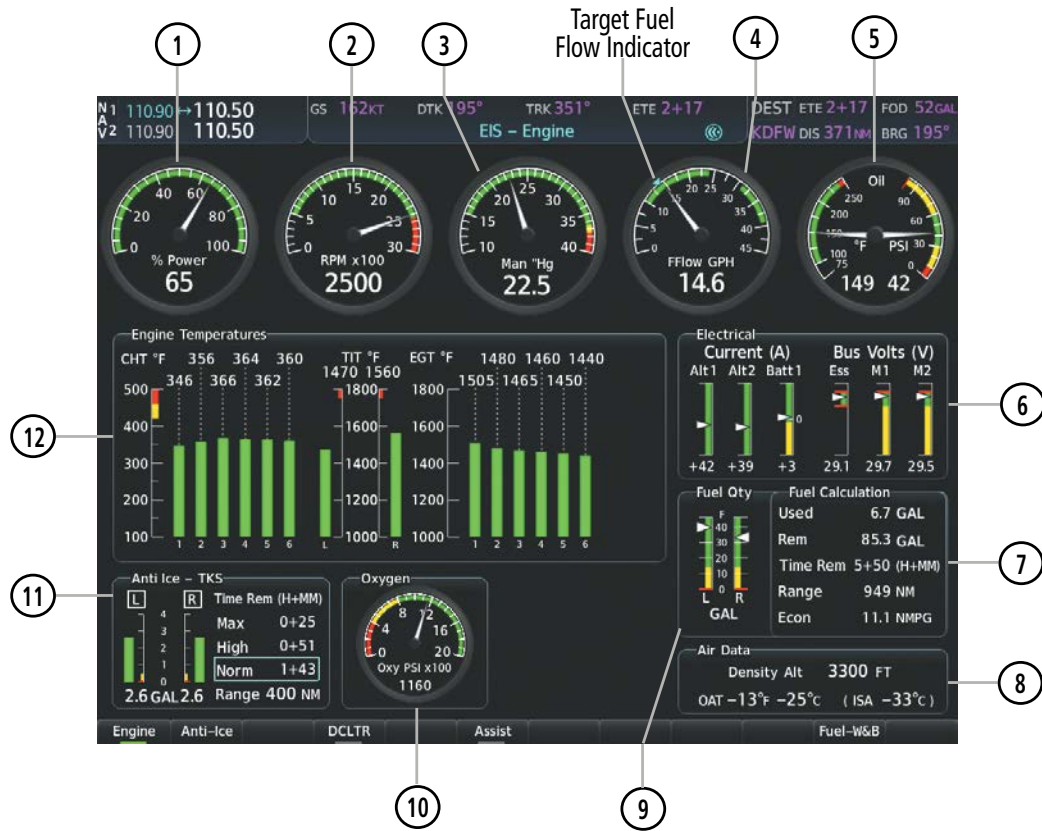 1
2
3
Target Fuel
Flow Indicator
4
5
NAV 1 110.90 ↔ 110.50
2 110.90 110.50
GS 162KT DTK 195° TRK 351° ETE 2+17
EIS – Engine
DEST ETE 2+17 FOD 52GAL
KDFW DIS 371NM BRG 195°
0 20 40 60 80 100
% Power
65
0 5 10 15 20 25 30
RPM x100
2500
10 15 20 25 30 35 40
Man "Hg
22.5
0 5 10 15 20 25 30 35 40 45
FFlow GPH
14.6
Oil
250 200 150 100 75
°F
90 60 30 0
PSI
149 42
Engine Temperatures
CHT °F
356 364 360
346 366 362
500
400
300
200
100
1 2 3 4 5 6
TIT °F
1470 1560
1800
1600
1400
1200
1000
L R
EGT °F
1480 1460 1440
1505 1465 1450
1800
1600
1400
1200
1000
1 2 3 4 5 6
Electrical
Current (A) Bus Volts (V)
Alt1 Alt2 Batt1 Ess M1 M2
0
+42 +39 +3 29.1 29.7 29.5
6
12
Fuel Qty
F
40
30
20
10
0
L R
GAL
Fuel Calculation
Used 6.7 GAL
Rem 85.3 GAL
Time Rem 5+50 (H+MM)
Range 949 NM
Econ 11.1 NMPG
7
11
Anti Ice – TKS
L R Time Rem (H+MM)
4
3
2
1
0
Max 0+25
High 0+51
Norm 1+43
2.6 GAL 2.6 Range 400 NM
Oxygen
0 4 8 12 16 20
Oxy PSI x100
1160
Air Data
Density Alt 3300 FT
OAT –13°F –25°C (ISA –33°C)
8
Engine Anti–Ice DCLTR Assist Fuel–W&B
10
9